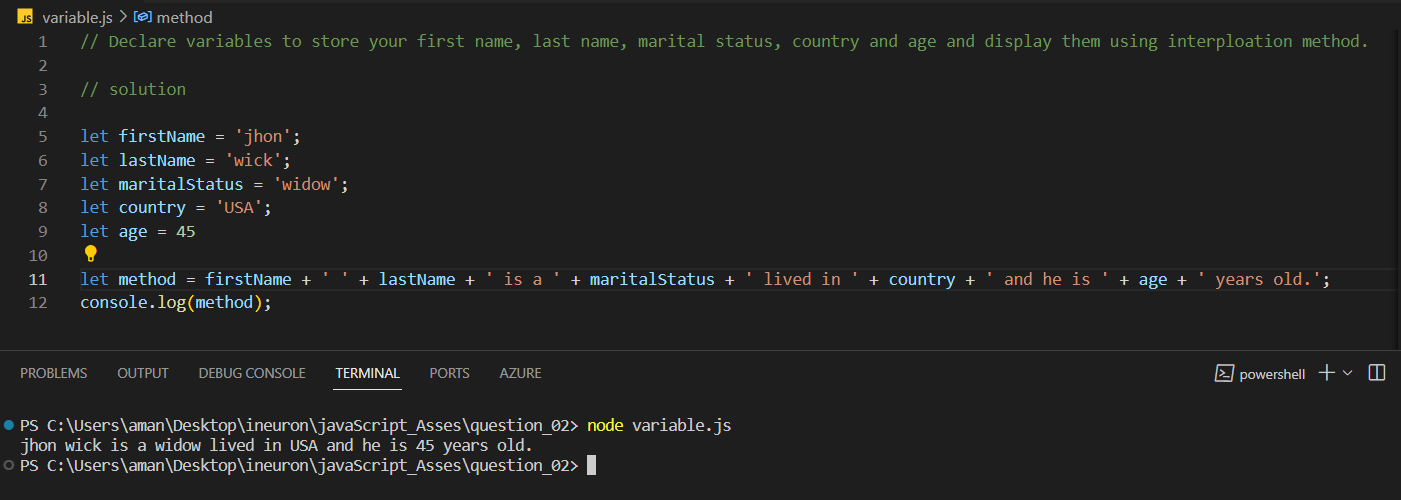 JS variable.js > method
1 // Declare variables to store your first name, last name, marital status, country and age and display them using interploation method.
2
3 // solution
4
5 let firstName = 'jhon';
6 let lastName = 'wick';
7 let maritalStatus = 'widow';
8 let country = 'USA';
9 let age = 45
10
11 let method = firstName + ' ' + lastName + ' is a ' + maritalStatus + ' lived in ' + country + ' and he is ' + age + ' years old.';
12 console.log(method);
PROBLEMS OUTPUT DEBUG CONSOLE TERMINAL PORTS AZURE powershell
PS C:\Users\aman\Desktop\ineuron\javaScript_Asses\question_02> node variable.js
jhon wick is a widow lived in USA and he is 45 years old.
PS C:\Users\aman\Desktop\ineuron\javaScript_Asses\question_02>